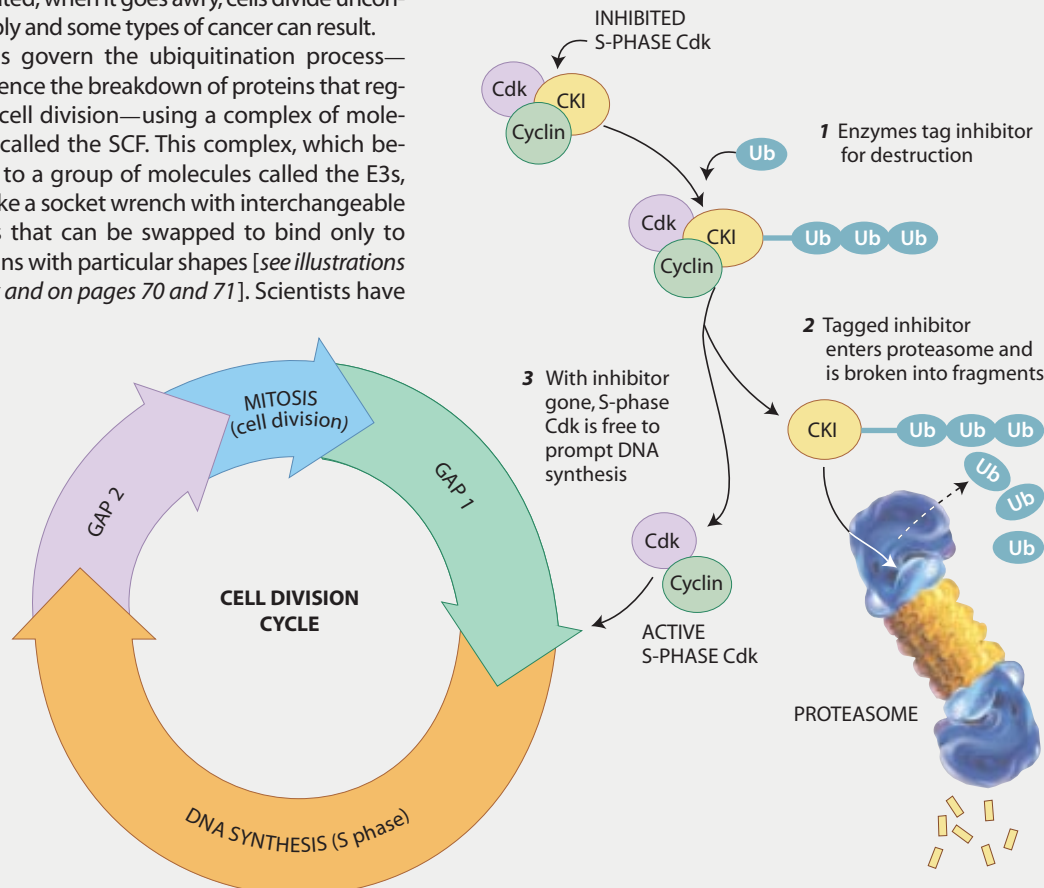 when it goes awry, cells divide uncon-
and some types of cancer can result.
govern the ubiquitination process—
the breakdown of proteins that reg-
cell division—using a complex of mole-
called the SCF. This complex, which be-
to a group of molecules called the E3s,
a socket wrench with interchangeable
that can be swapped to bind only to
with particular shapes [see illustrations
and on pages 70 and 71]. Scientists have
INHIBITED
S-PHASE Cdk
Cdk
CKI
Cyclin
Ub
1 Enzymes tag inhibitor
for destruction
Cdk
CKI
Cyclin
Ub Ub Ub
2 Tagged inhibitor
enters proteasome and
is broken into fragments
CKI
Ub Ub Ub
Ub
Ub
Ub
3 With inhibitor
gone, S-phase
Cdk is free to
prompt DNA
synthesis
Cdk
Cyclin
ACTIVE
S-PHASE Cdk
PROTEASOME
MITOSIS
(cell division)
GAP 1
GAP 2
CELL DIVISION
CYCLE
DNA SYNTHESIS (S phase)